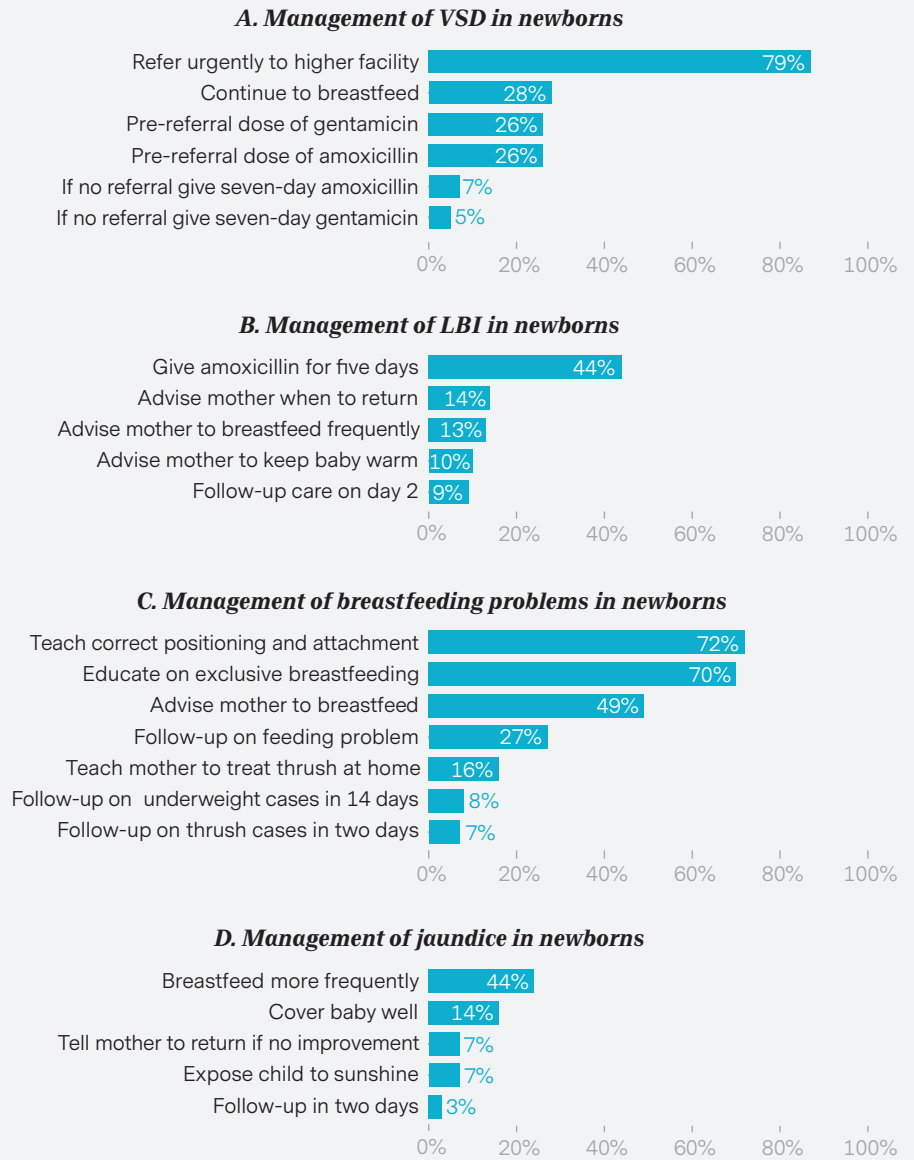 A. Management of VSD in newborns
Refer urgently to higher facility 79%
Continue to breastfeed 28%
Pre-referral dose of gentamicin 26%
Pre-referral dose of amoxicillin 26%
If no referral give seven-day amoxicillin 7%
If no referral give seven-day gentamicin 5%
0% 20% 40% 60% 80% 100%
B. Management of LBI in newborns
Give amoxicillin for five days 44%
Advise mother when to return 14%
Advise mother to breastfeed frequently 13%
Advise mother to keep baby warm 10%
Follow-up care on day 2 9%
0% 20% 40% 60% 80% 100%
C. Management of breastfeeding problems in newborns
Teach correct positioning and attachment 72%
Educate on exclusive breastfeeding 70%
Advise mother to breastfeed 49%
Follow-up on feeding problem 27%
Teach mother to treat thrush at home 16%
Follow-up on underweight cases in 14 days 8%
Follow-up on thrush cases in two days 7%
0% 20% 40% 60% 80% 100%
D. Management of jaundice in newborns
Breastfeed more frequently 44%
Cover baby well 14%
Tell mother to return if no improvement 7%
Expose child to sunshine 7%
Follow-up in two days 3%
0% 20% 40% 60% 80% 100%